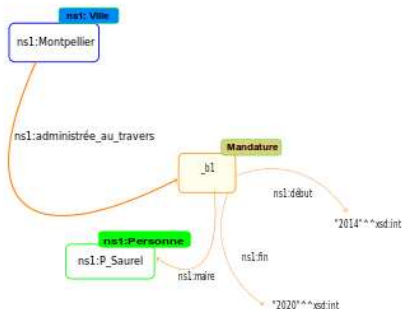 ns1: Ville
ns1:Montpellier
ns1:administrée_au_travers
Mandature
_b1
ns1:début
"2014"^^xsd:int
ns1:Personne
ns1:P_Saurel
ns1:fin
ns1:maire
"2020"^^xsd:int